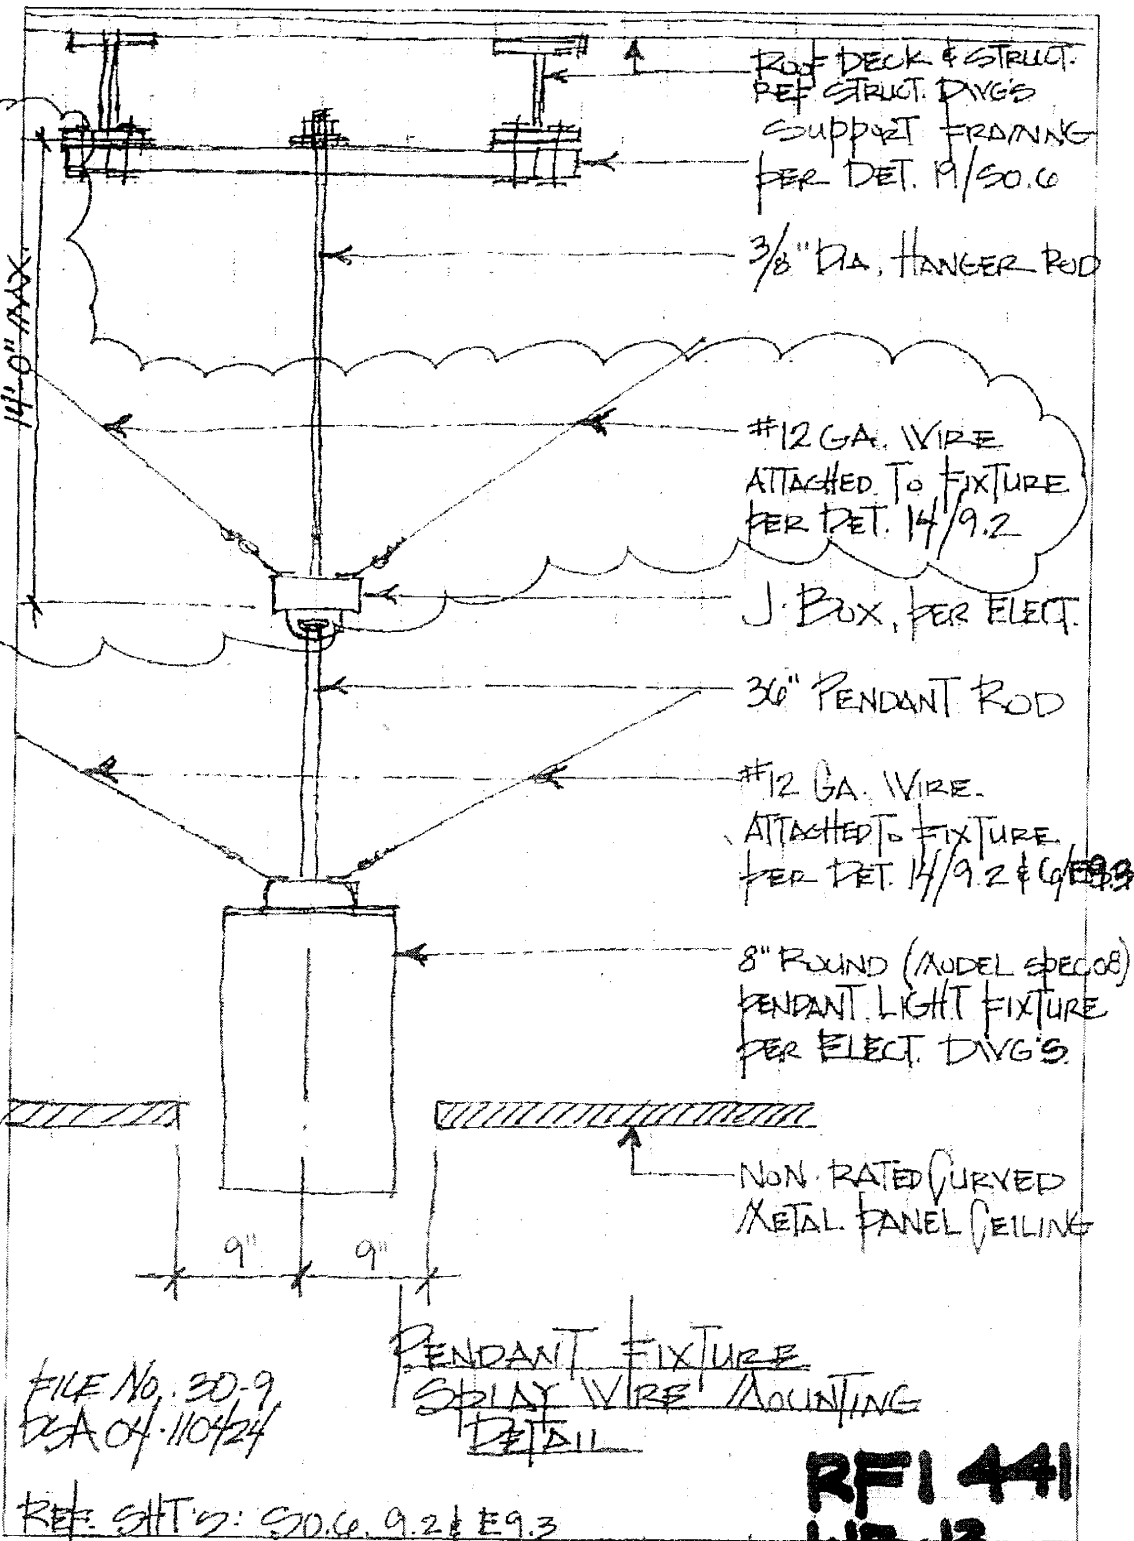 ROOF DECK & STRUCT.
REF STRUCT. DWG'S
SUPPORT FRAMING
PER DET. 19/S0.6
3/8" DIA. HANGER ROD
14'-0" MAX.
#12 GA. WIRE
ATTACHED TO FIXTURE
PER DET. 14/9.2
J-BOX, PER ELECT.
36" PENDANT ROD
#12 GA. WIRE.
ATTACHED TO FIXTURE
PER DET. 14/9.2 & 6/E9.3
8" ROUND (MODEL SPEC08)
PENDANT LIGHT FIXTURE
PER ELECT. DWG'S
NON-RATED CURVED
METAL PANEL CEILING
9" 9"
PENDANT FIXTURE
SPLAY WIRE MOUNTING
DETAIL
FILE No. 30-9
DSA 04-110424
RFI 441
REF. SHT'S: S0.6, 9.2 & E9.3